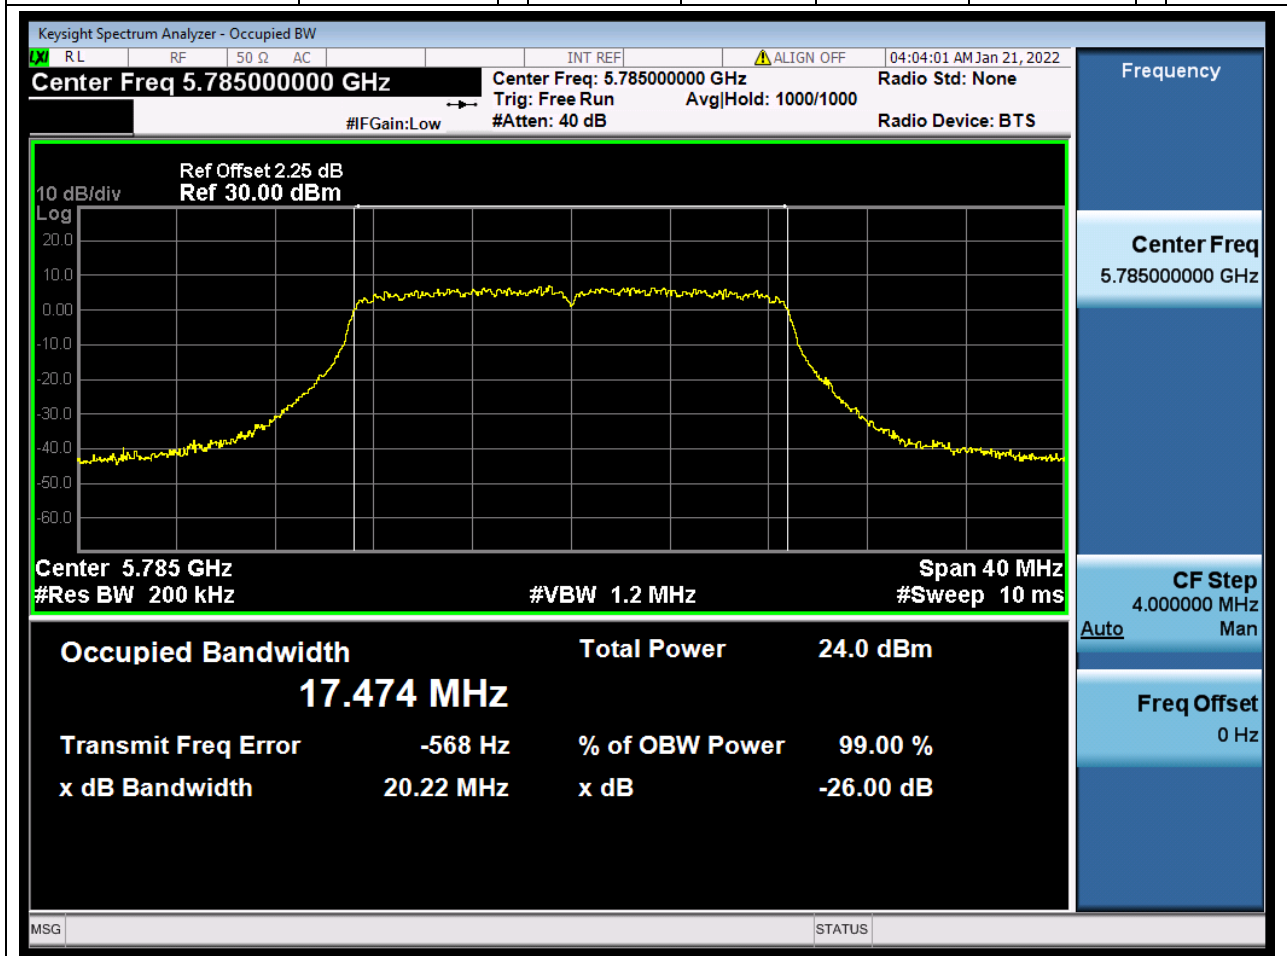 Keysight Spectrum Analyzer - Occupied BW
LXI RL RF 50 Ω AC INT REF ALIGN OFF 04:04:01 AM Jan 21, 2022
Center Freq 5.785000000 GHz
#IFGain:Low
Center Freq: 5.785000000 GHz
Trig: Free Run Avg|Hold: 1000/1000
#Atten: 40 dB
Radio Std: None
Radio Device: BTS
Ref Offset 2.25 dB
10 dB/div Ref 30.00 dBm
Log
20.0
10.0
0.00
-10.0
-20.0
-30.0
-40.0
-50.0
-60.0
Center 5.785 GHz Span 40 MHz
#Res BW 200 kHz #VBW 1.2 MHz #Sweep 10 ms
Occupied Bandwidth Total Power 24.0 dBm
17.474 MHz
Transmit Freq Error -568 Hz % of OBW Power 99.00 %
x dB Bandwidth 20.22 MHz x dB -26.00 dB
MSG STATUS
Frequency
Center Freq
5.785000000 GHz
CF Step
4.000000 MHz
Auto Man
Freq Offset
0 Hz